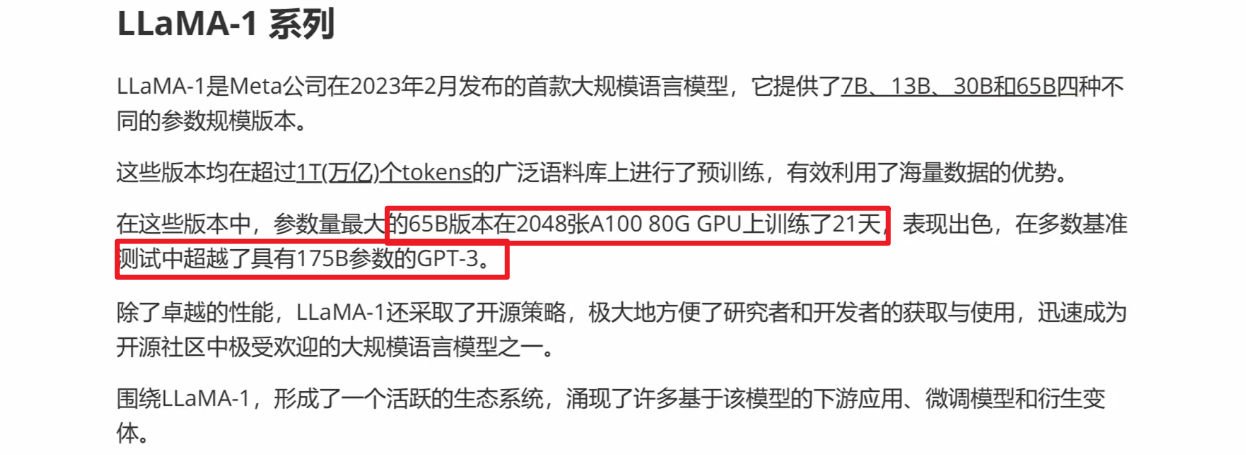 LLaMA-1 系列
LLaMA-1是Meta公司在2023年2月发布的首款大规模语言模型，它提供了7B、13B、30B和65B四种不
同的参数规模版本。
这些版本均在超过1T(万亿)个tokens的广泛语料库上进行了预训练，有效利用了海量数据的优势。
在这些版本中，参数量最大的65B版本在2048张A100 80G GPU上训练了21天，表现出色，在多数基准
测试中超越了具有175B参数的GPT-3。
除了卓越的性能，LLaMA-1还采取了开源策略，极大地方便了研究者和开发者的获取与使用，迅速成为
开源社区中极受欢迎的大规模语言模型之一。
围绕LLaMA-1，形成了一个活跃的生态系统，涌现了许多基于该模型的下游应用、微调模型和衍生变
体。